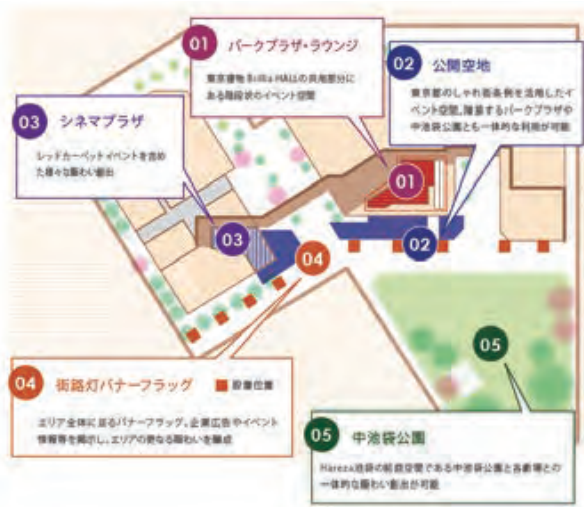 01 パークプラザ・ラウンジ
東京建物 Brillia HALLの共用部分に
ある階段状のイベント空間
02 公開空地
東京都のしゃれ街条例を活用したイ
ベント空間。隣接するパークプラザや
中池袋公園とも一体的な利用が可能
03 シネマプラザ
レッドカーペットイベントを含め
た様々な賑わい創出
01
03
02
04
05
04 街路灯バナーフラッグ
設置位置
エリア全体に亘るバナーフラッグ。企業広告やイベント
情報等を掲示し、エリアの更なる賑わいを醸成
05 中池袋公園
Hareza池袋の前庭空間である中池袋公園と各劇場との
一体的な賑わい創出が可能